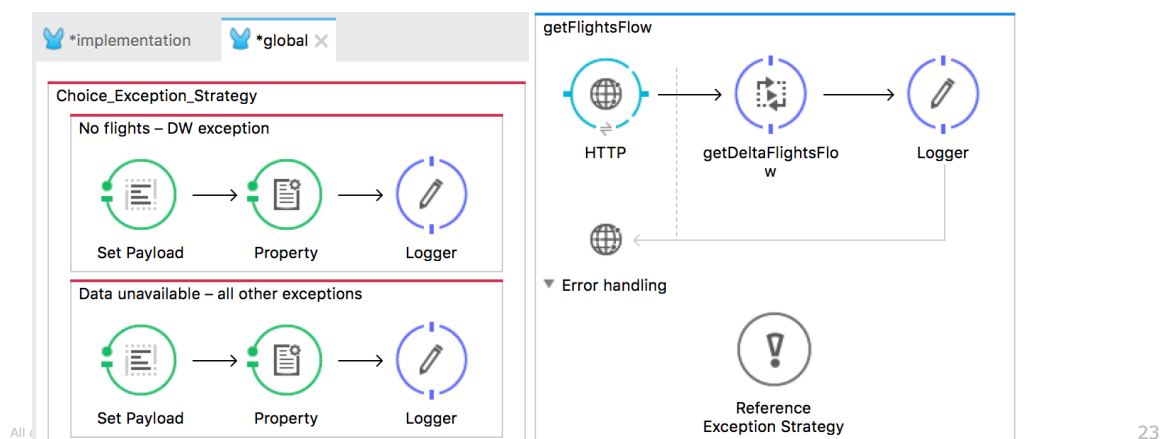 *implementation
*global
Choice_Exception_Strategy
No flights – DW exception
Set Payload
Property
Logger
Data unavailable – all other exceptions
Set Payload
Property
Logger
getFlightsFlow
HTTP
getDeltaFlightsFlo
w
Logger
Error handling
Reference
Exception Strategy
All
23